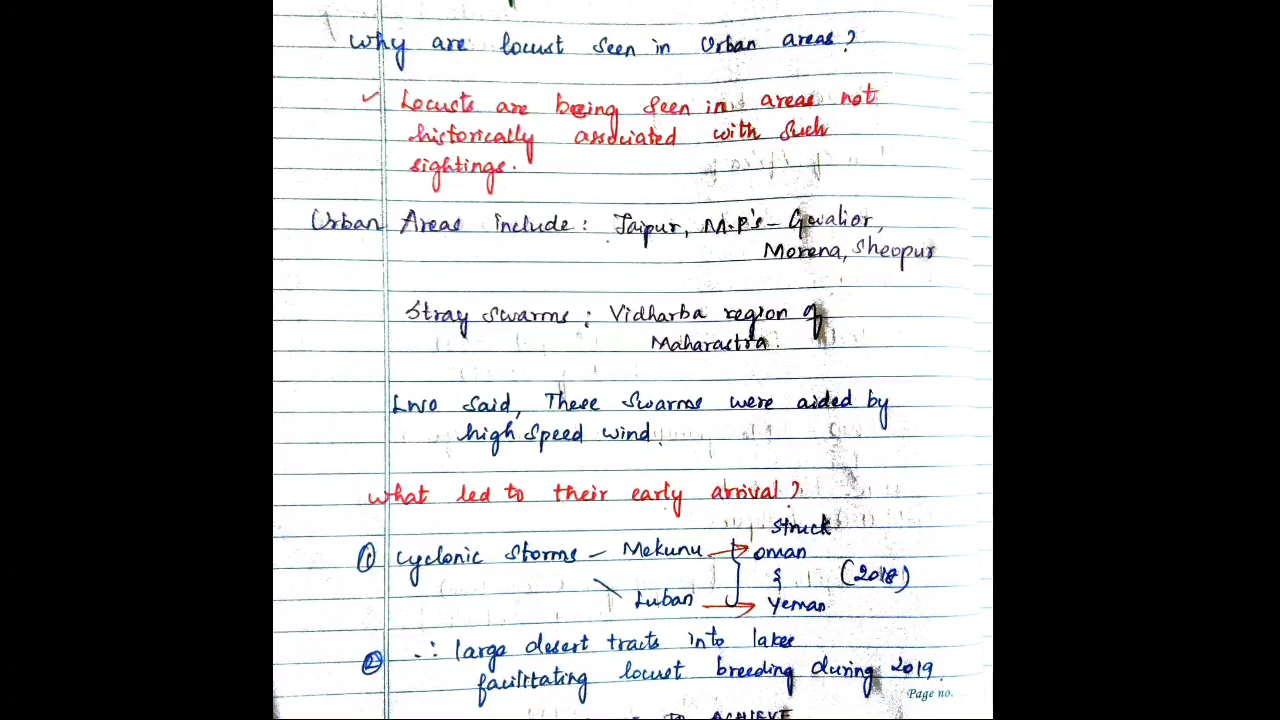 Why are locust seen in Urban areas?
✓ Locusts are being seen in areas not
historically associated with such
sightings.
Urban Areas include: Jaipur, M.P's - Gwalior,
Morena, Sheopur
Stray swarms : Vidharba region of
Maharastra.
LWO said, These swarms were aided by
high speed wind.
What led to their early arrival?
struck
① Cyclonic storms - Mekunu → oman
& (2018)
Luban → Yeman
② ∴ large desert tracts into lakes
facilitating locust breeding during 2019.
Page no.
TO ACHIEVE